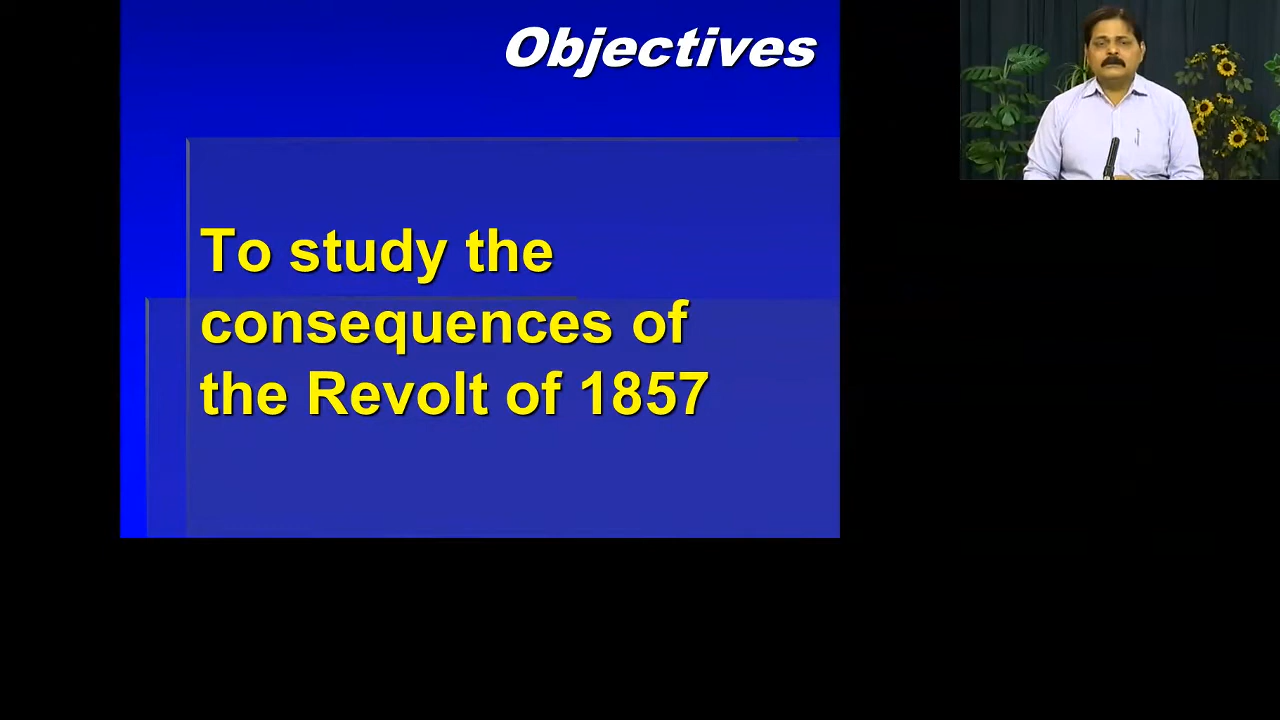 Objectives
To study the
consequences of
the Revolt of 1857